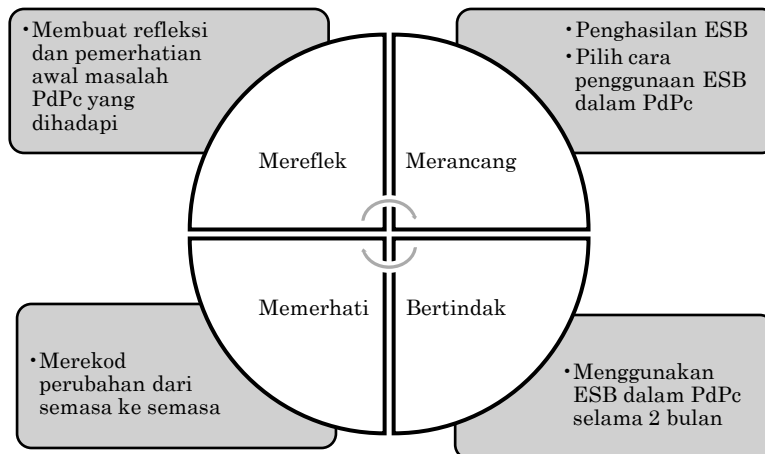 •Membuat refleksi
dan pemerhatian
awal masalah
PdPc yang
dihadapi
•Penghasilan ESB
•Pilih cara
penggunaan ESB
dalam PdPc
Mereflek
Merancang
Memerhati
Bertindak
•Merekod
perubahan dari
semasa ke semasa
•Menggunakan
ESB dalam PdPc
selama 2 bulan